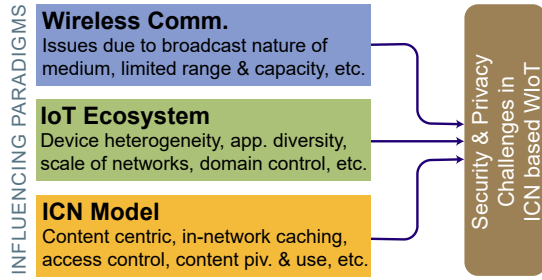 INFLUENCING PARADIGMS
Wireless Comm.
Issues due to broadcast nature of
medium, limited range & capacity, etc.
IoT Ecosystem
Device heterogeneity, app. diversity,
scale of networks, domain control, etc.
ICN Model
Content centric, in-network caching,
access control, content piv. & use, etc.
Security & Privacy
Challenges in
ICN based WIoT